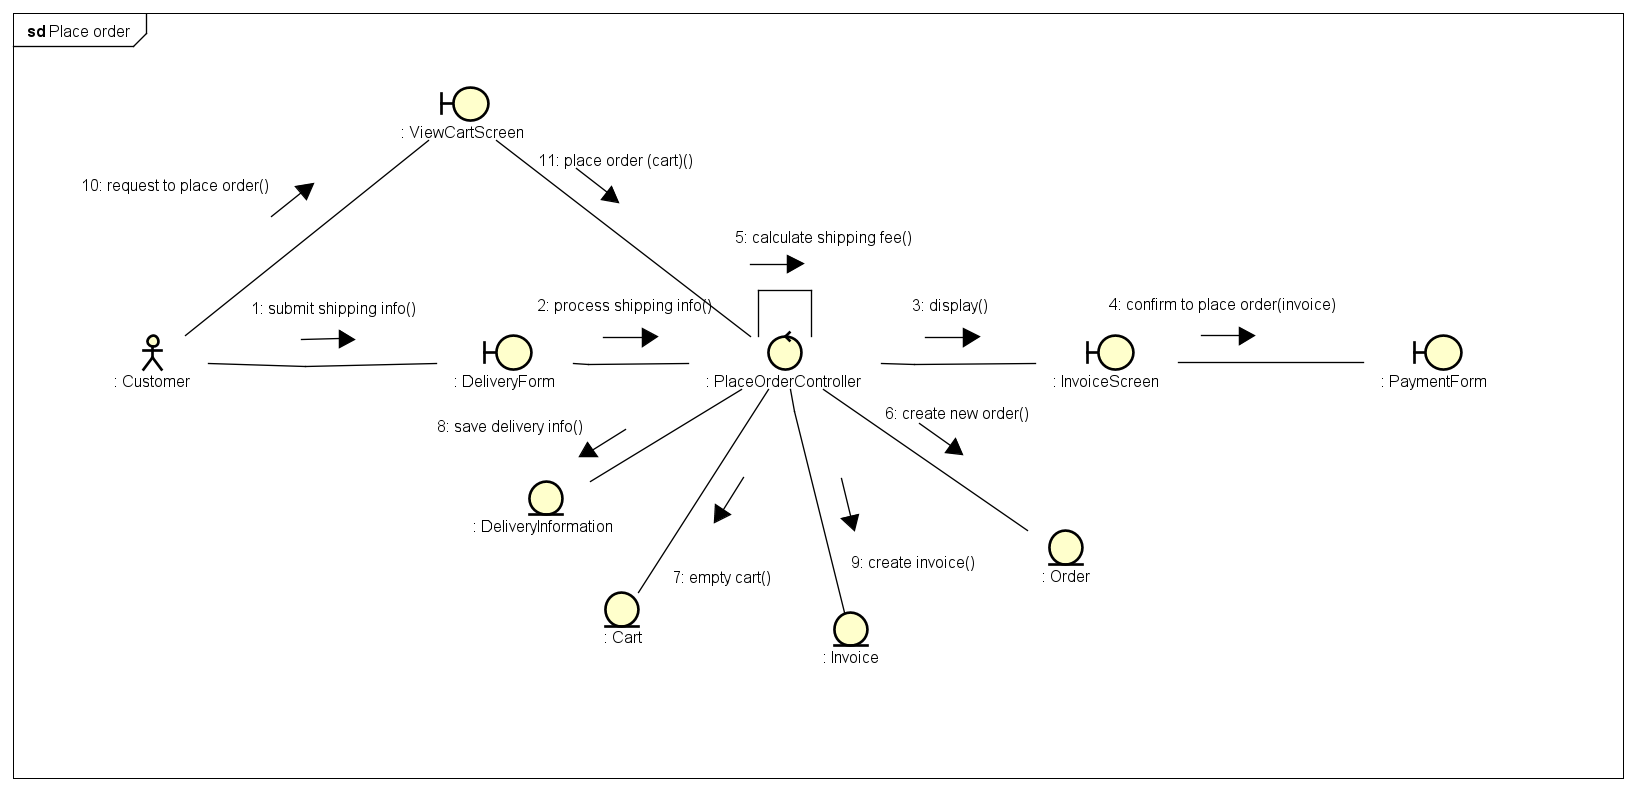 sd Place order
: ViewCartScreen
11: place order (cart)()
10: request to place order()
5: calculate shipping fee()
1: submit shipping info()
2: process shipping info()
3: display()
4: confirm to place order(invoice)
: Customer
: DeliveryForm
: PlaceOrderController
: InvoiceScreen
: PaymentForm
8: save delivery info()
6: create new order()
: DeliveryInformation
9: create invoice()
7: empty cart()
: Order
: Cart
: Invoice